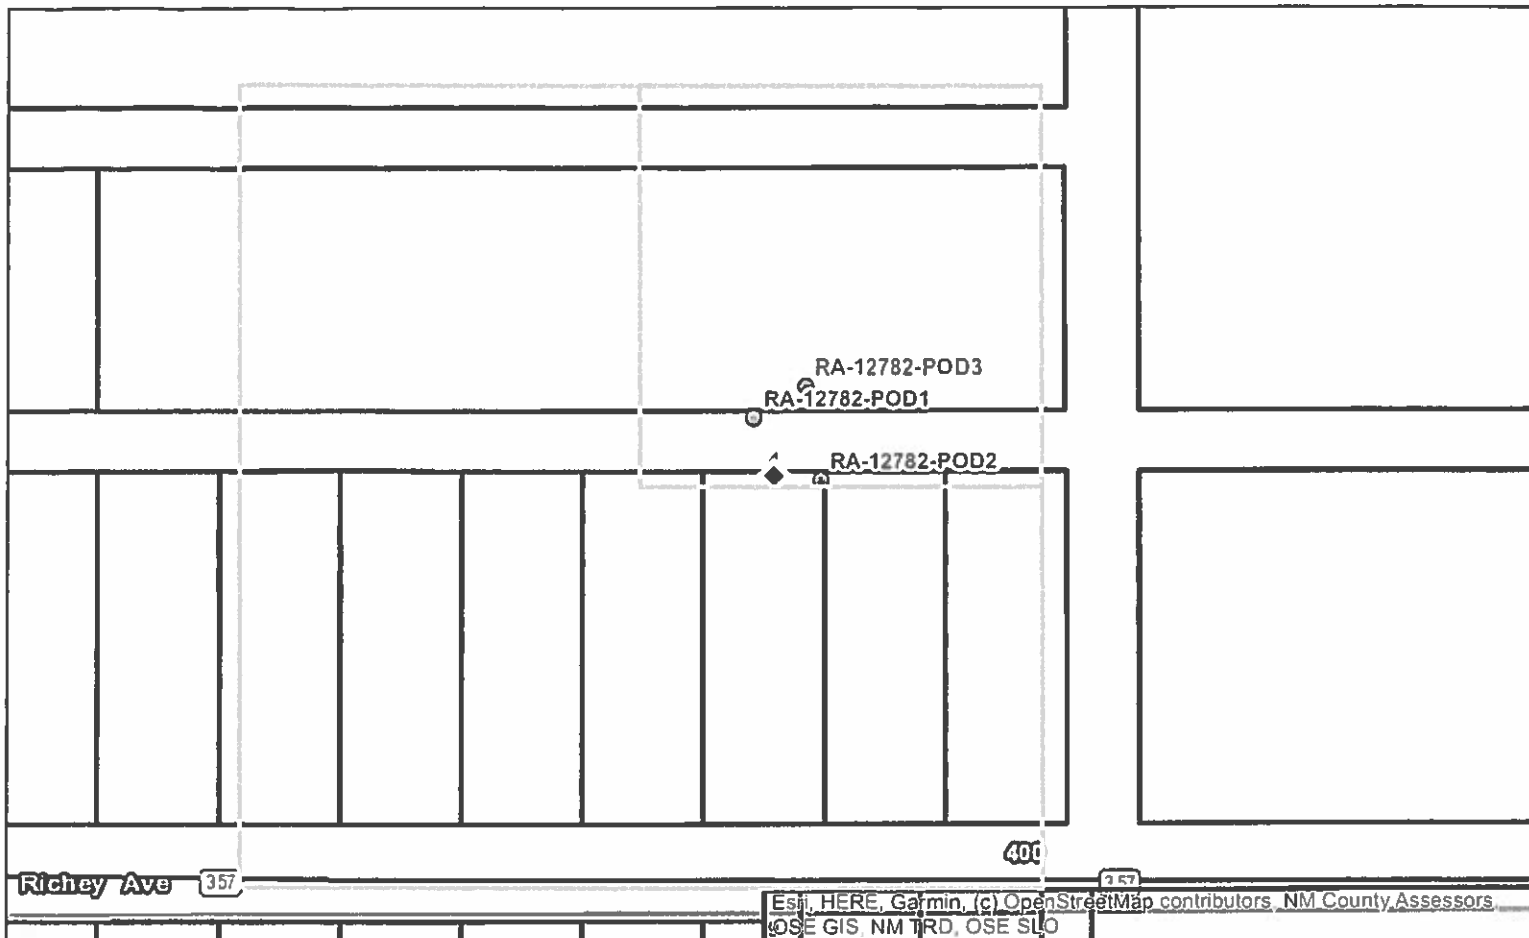 RA-12782-POD3
RA-12782-POD1
RA-12782-POD2
400
Richey Ave 357
357
Esri, HERE, Garmin, (c) OpenStreetMap contributors, NM County Assessors,
OSE GIS, NM TRD, OSE SLO